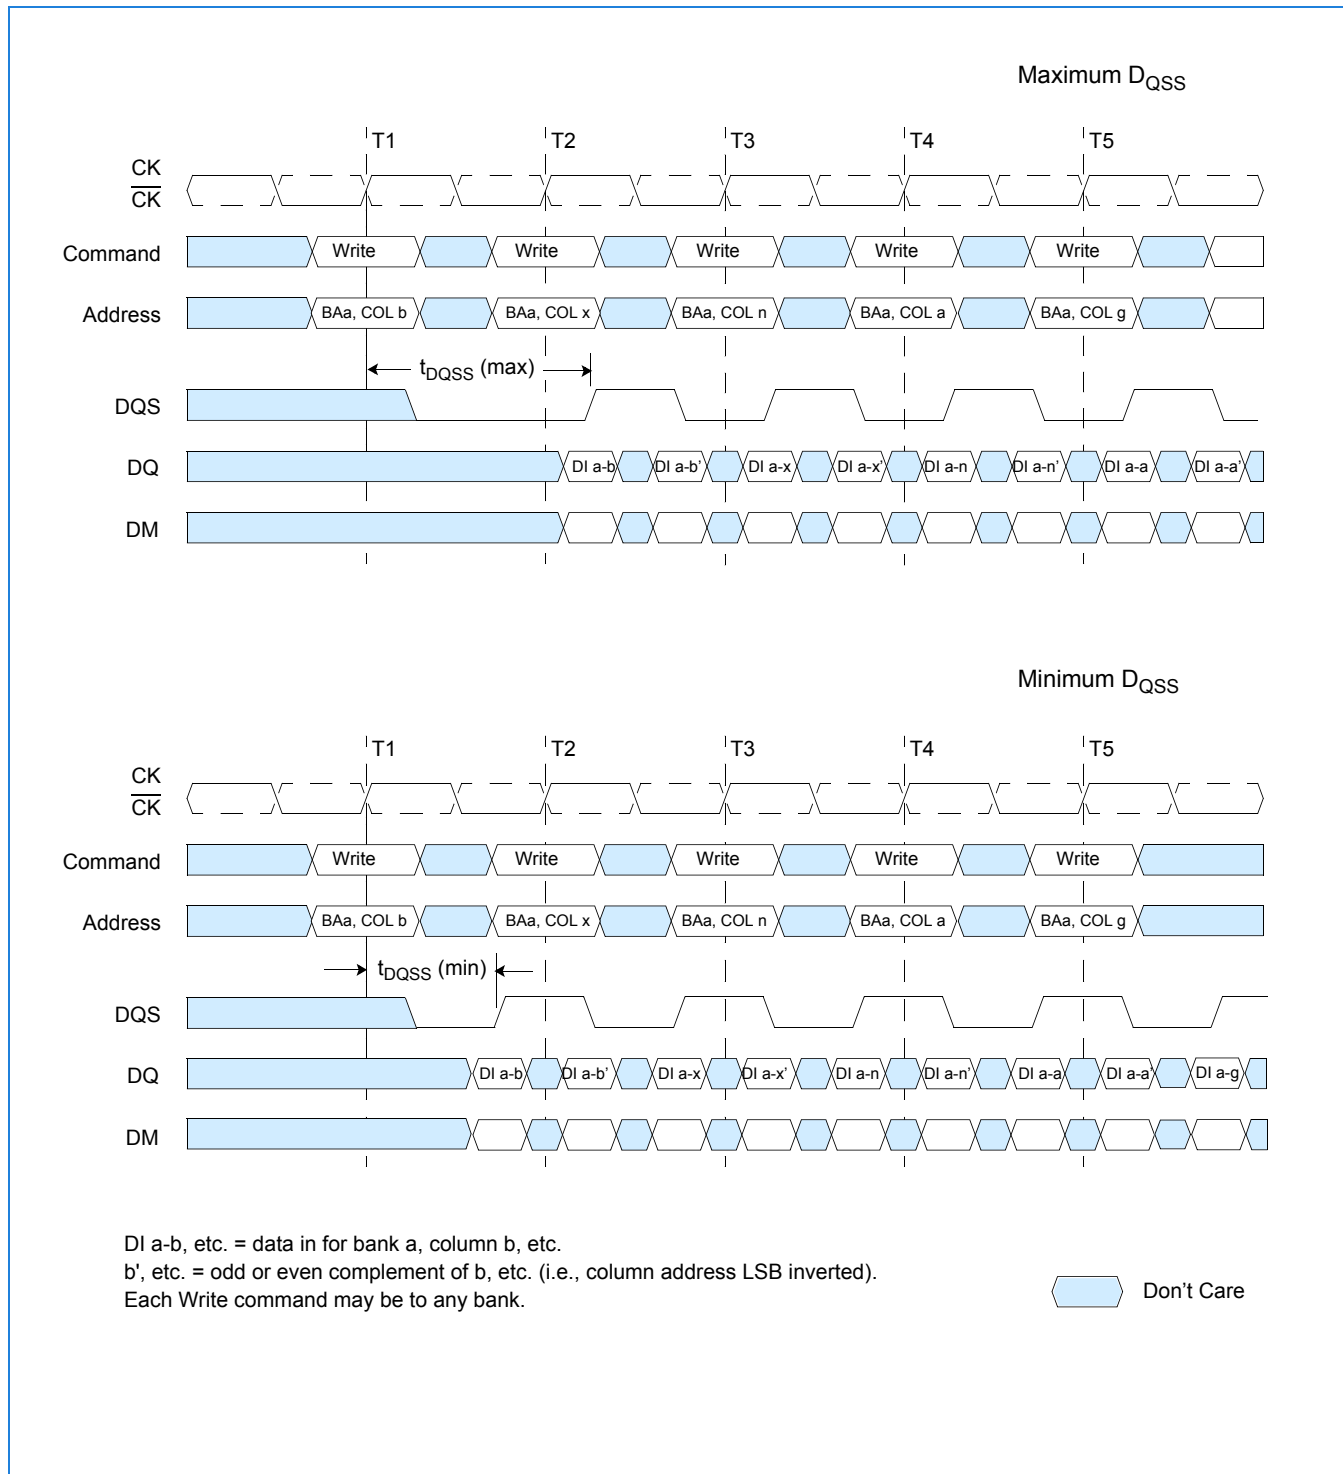 Maximum DQSS
T1 T2 T3 T4 T5
CK
CK
Command Write Write Write Write Write
Address BAa, COL b BAa, COL x BAa, COL n BAa, COL a BAa, COL g
tDQSS (max)
DQS
DQ DI a-b DI a-b’ DI a-x DI a-x’ DI a-n DI a-n’ DI a-a DI a-a’
DM
Minimum DQSS
T1 T2 T3 T4 T5
CK
CK
Command Write Write Write Write Write
Address BAa, COL b BAa, COL x BAa, COL n BAa, COL a BAa, COL g
tDQSS (min)
DQS
DQ DI a-b DI a-b’ DI a-x DI a-x’ DI a-n DI a-n’ DI a-a DI a-a’ DI a-g
DM
DI a-b, etc. = data in for bank a, column b, etc.
b', etc. = odd or even complement of b, etc. (i.e., column address LSB inverted).
Each Write command may be to any bank.
Don't Care